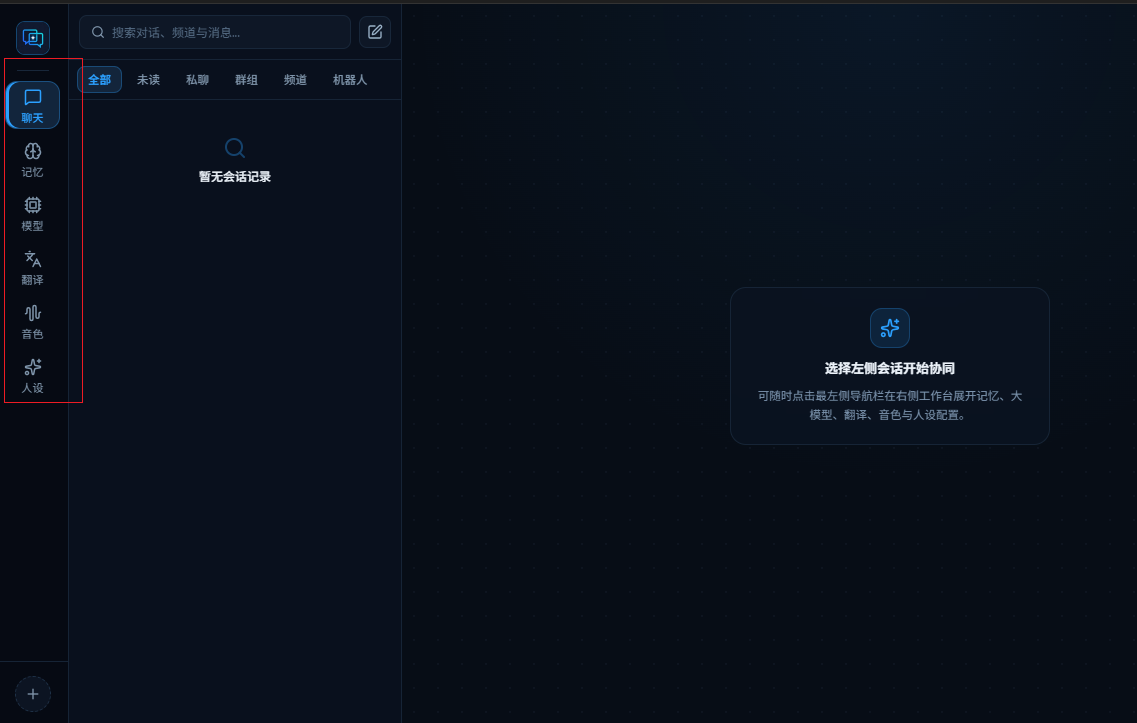 搜索对话、频道与消息...
全部
未读
私聊
群组
频道
机器人
聊天
记忆
模型
翻译
音色
人设
暂无会话记录
选择左侧会话开始协同
可随时点击最左侧导航栏在右侧工作台展开记忆、大
模型、翻译、音色与人设配置。